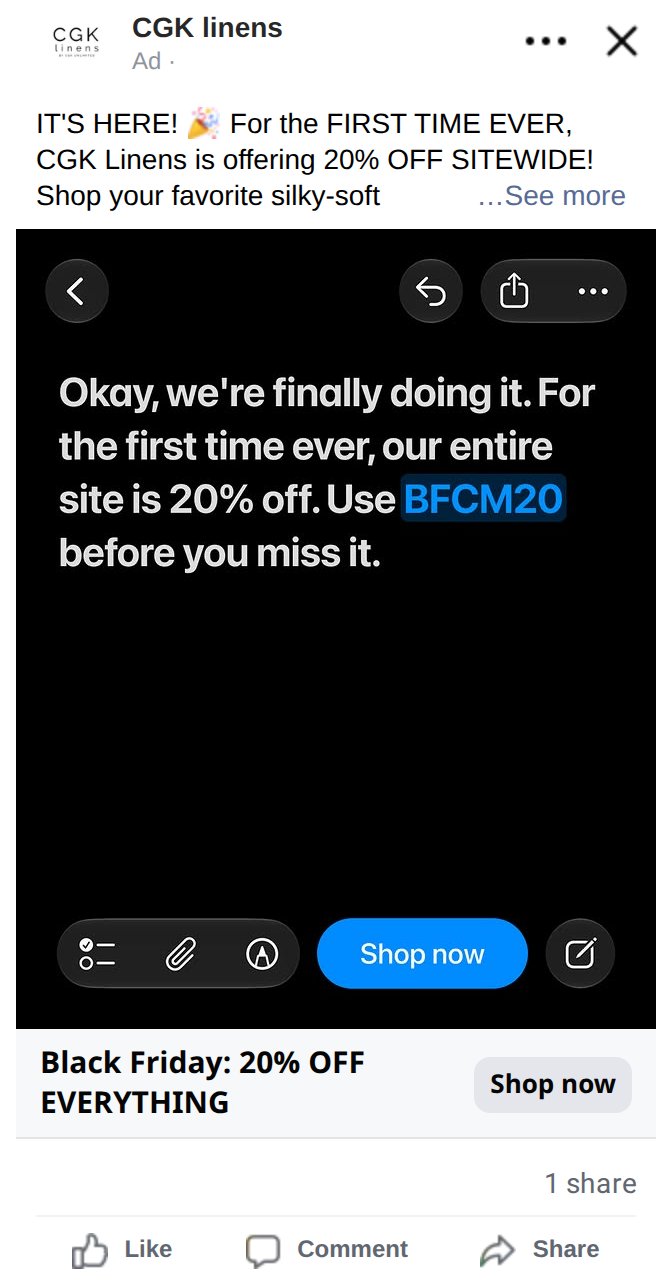 CGK
linens
CGK linens
Ad ·
IT'S HERE! 🎉 For the FIRST TIME EVER,
CGK Linens is offering 20% OFF SITEWIDE!
Shop your favorite silky-soft ...See more
Okay, we're finally doing it. For
the first time ever, our entire
site is 20% off. Use BFCM20
before you miss it.
Shop now
Black Friday: 20% OFF
EVERYTHING
Shop now
1 share
Like Comment Share